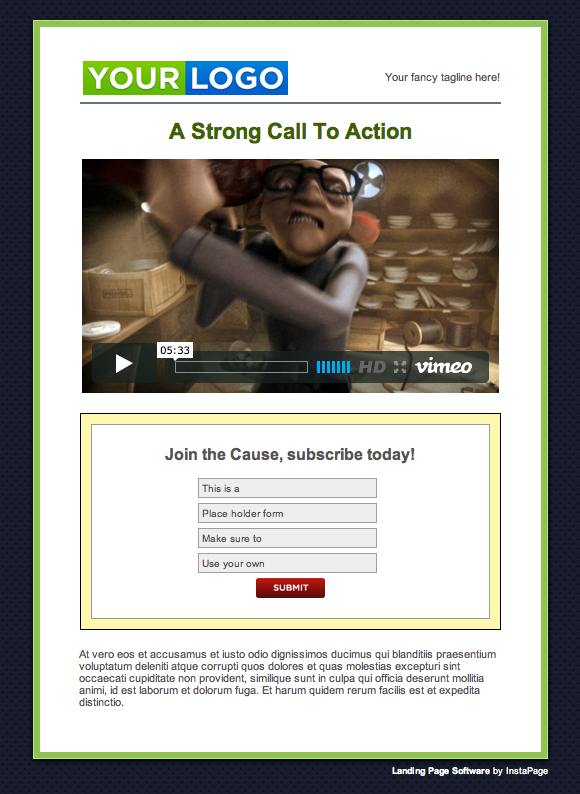 YOUR LOGO
Your fancy tagline here!
A Strong Call To Action
05:33
HD vimeo
Join the Cause, subscribe today!
This is a
Place holder form
Make sure to
Use your own
SUBMIT
At vero eos et accusamus et iusto odio dignissimos ducimus qui blanditiis praesentium
voluptatum deleniti atque corrupti quos dolores et quas molestias excepturi sint
occaecati cupiditate non provident, similique sunt in culpa qui officia deserunt mollitia
animi, id est laborum et dolorum fuga. Et harum quidem rerum facilis est et expedita
distinctio.
Landing Page Software by InstaPage